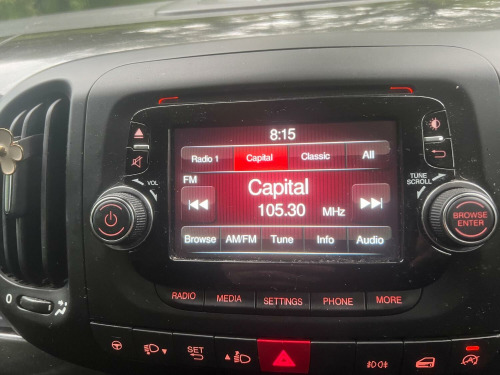 8:15
Radio 1 Capital Classic All
FM
Capital
105.30 MHz
Browse AM/FM Tune Info Audio
VOL
TUNE
SCROLL
BROWSE
ENTER
RADIO MEDIA SETTINGS PHONE MORE
0
SET